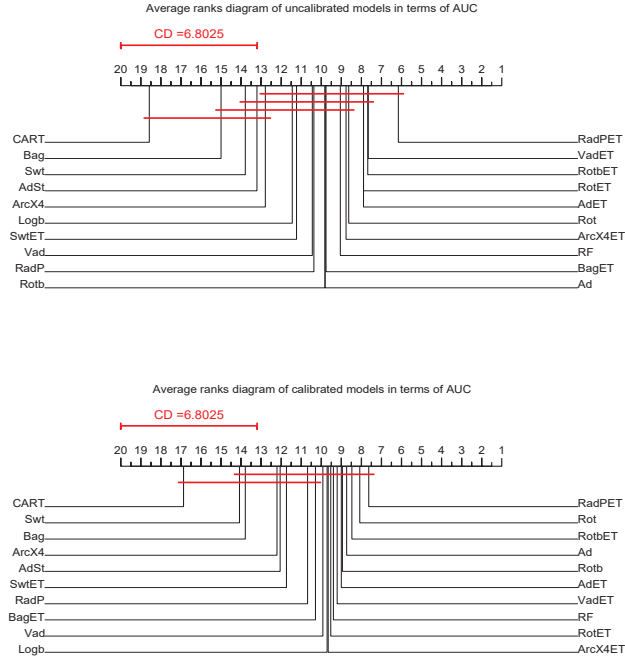 Average ranks diagram of uncalibrated models in terms of AUC
CD =6.8025
20 19 18 17 16 15 14 13 12 11 10 9 8 7 6 5 4 3 2 1
CART RadPET
Bag VadET
Swt RotbET
AdSt RotET
ArcX4 AdET
Logb Rot
SwtET ArcX4ET
Vad RF
RadP BagET
Rotb Ad
Average ranks diagram of calibrated models in terms of AUC
CD =6.8025
20 19 18 17 16 15 14 13 12 11 10 9 8 7 6 5 4 3 2 1
CART RadPET
Swt Rot
Bag RotbET
ArcX4 Ad
AdSt Rotb
SwtET AdET
RadP VadET
BagET RF
Vad RotET
Logb ArcX4ET